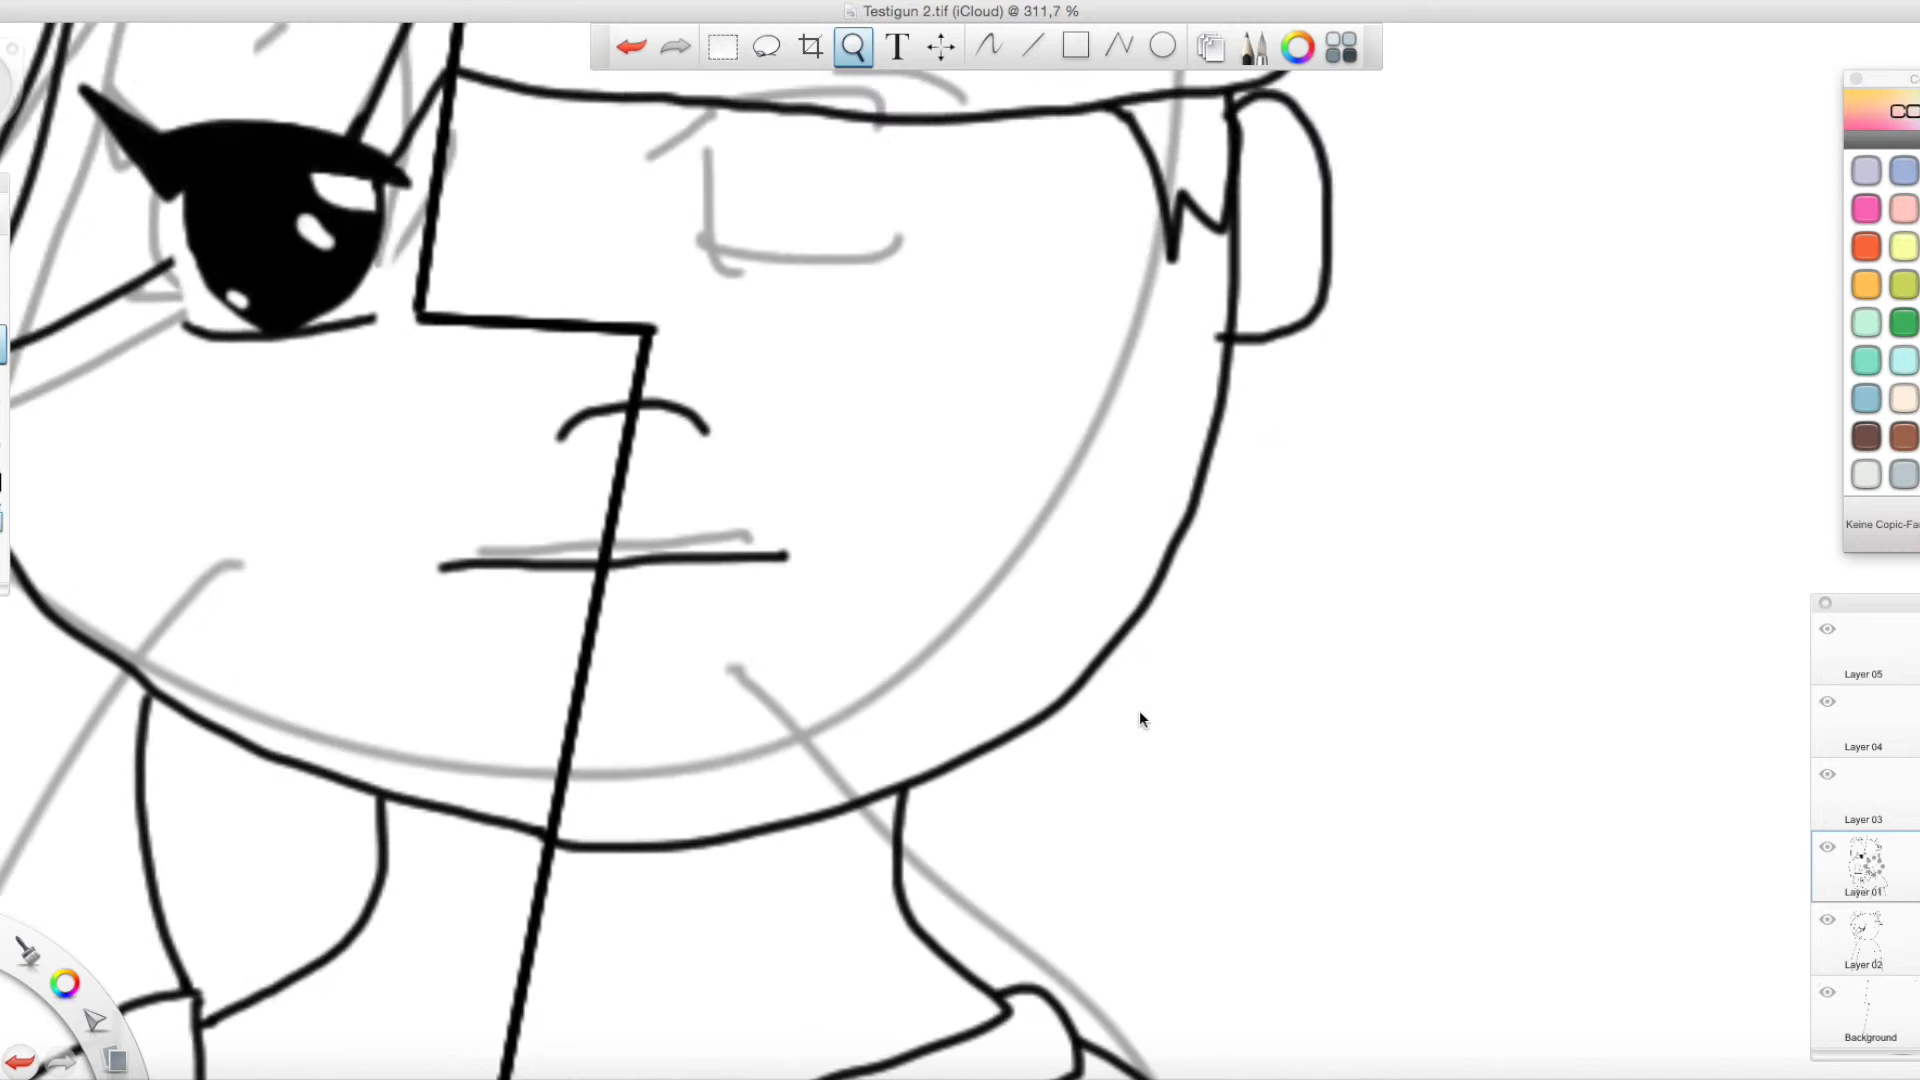 Testigun 2.tif (iCloud) @ 311,7 %
T
Layer 05
Layer 04
Layer 03
Layer 01
Layer 02
Background
Keine Copic-Fa